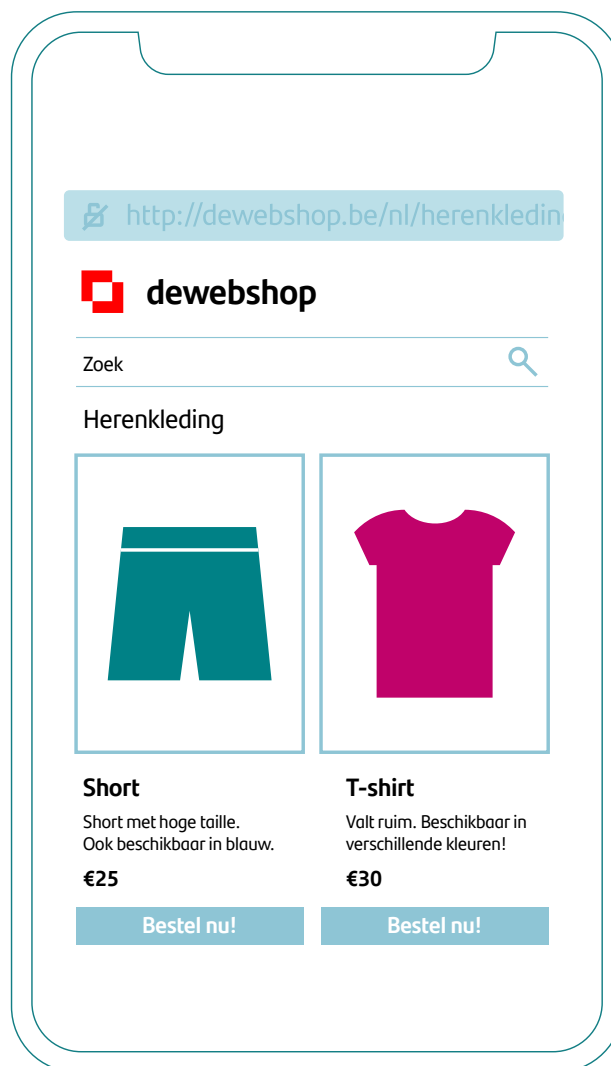 http://dewebshop.be/nl/herenkledin
dewebshop
Zoek
Herenkleding
Short
Short met hoge taille.
Ook beschikbaar in blauw.
€25
Bestel nu!
T-shirt
Valt ruim. Beschikbaar in
verschillende kleuren!
€30
Bestel nu!